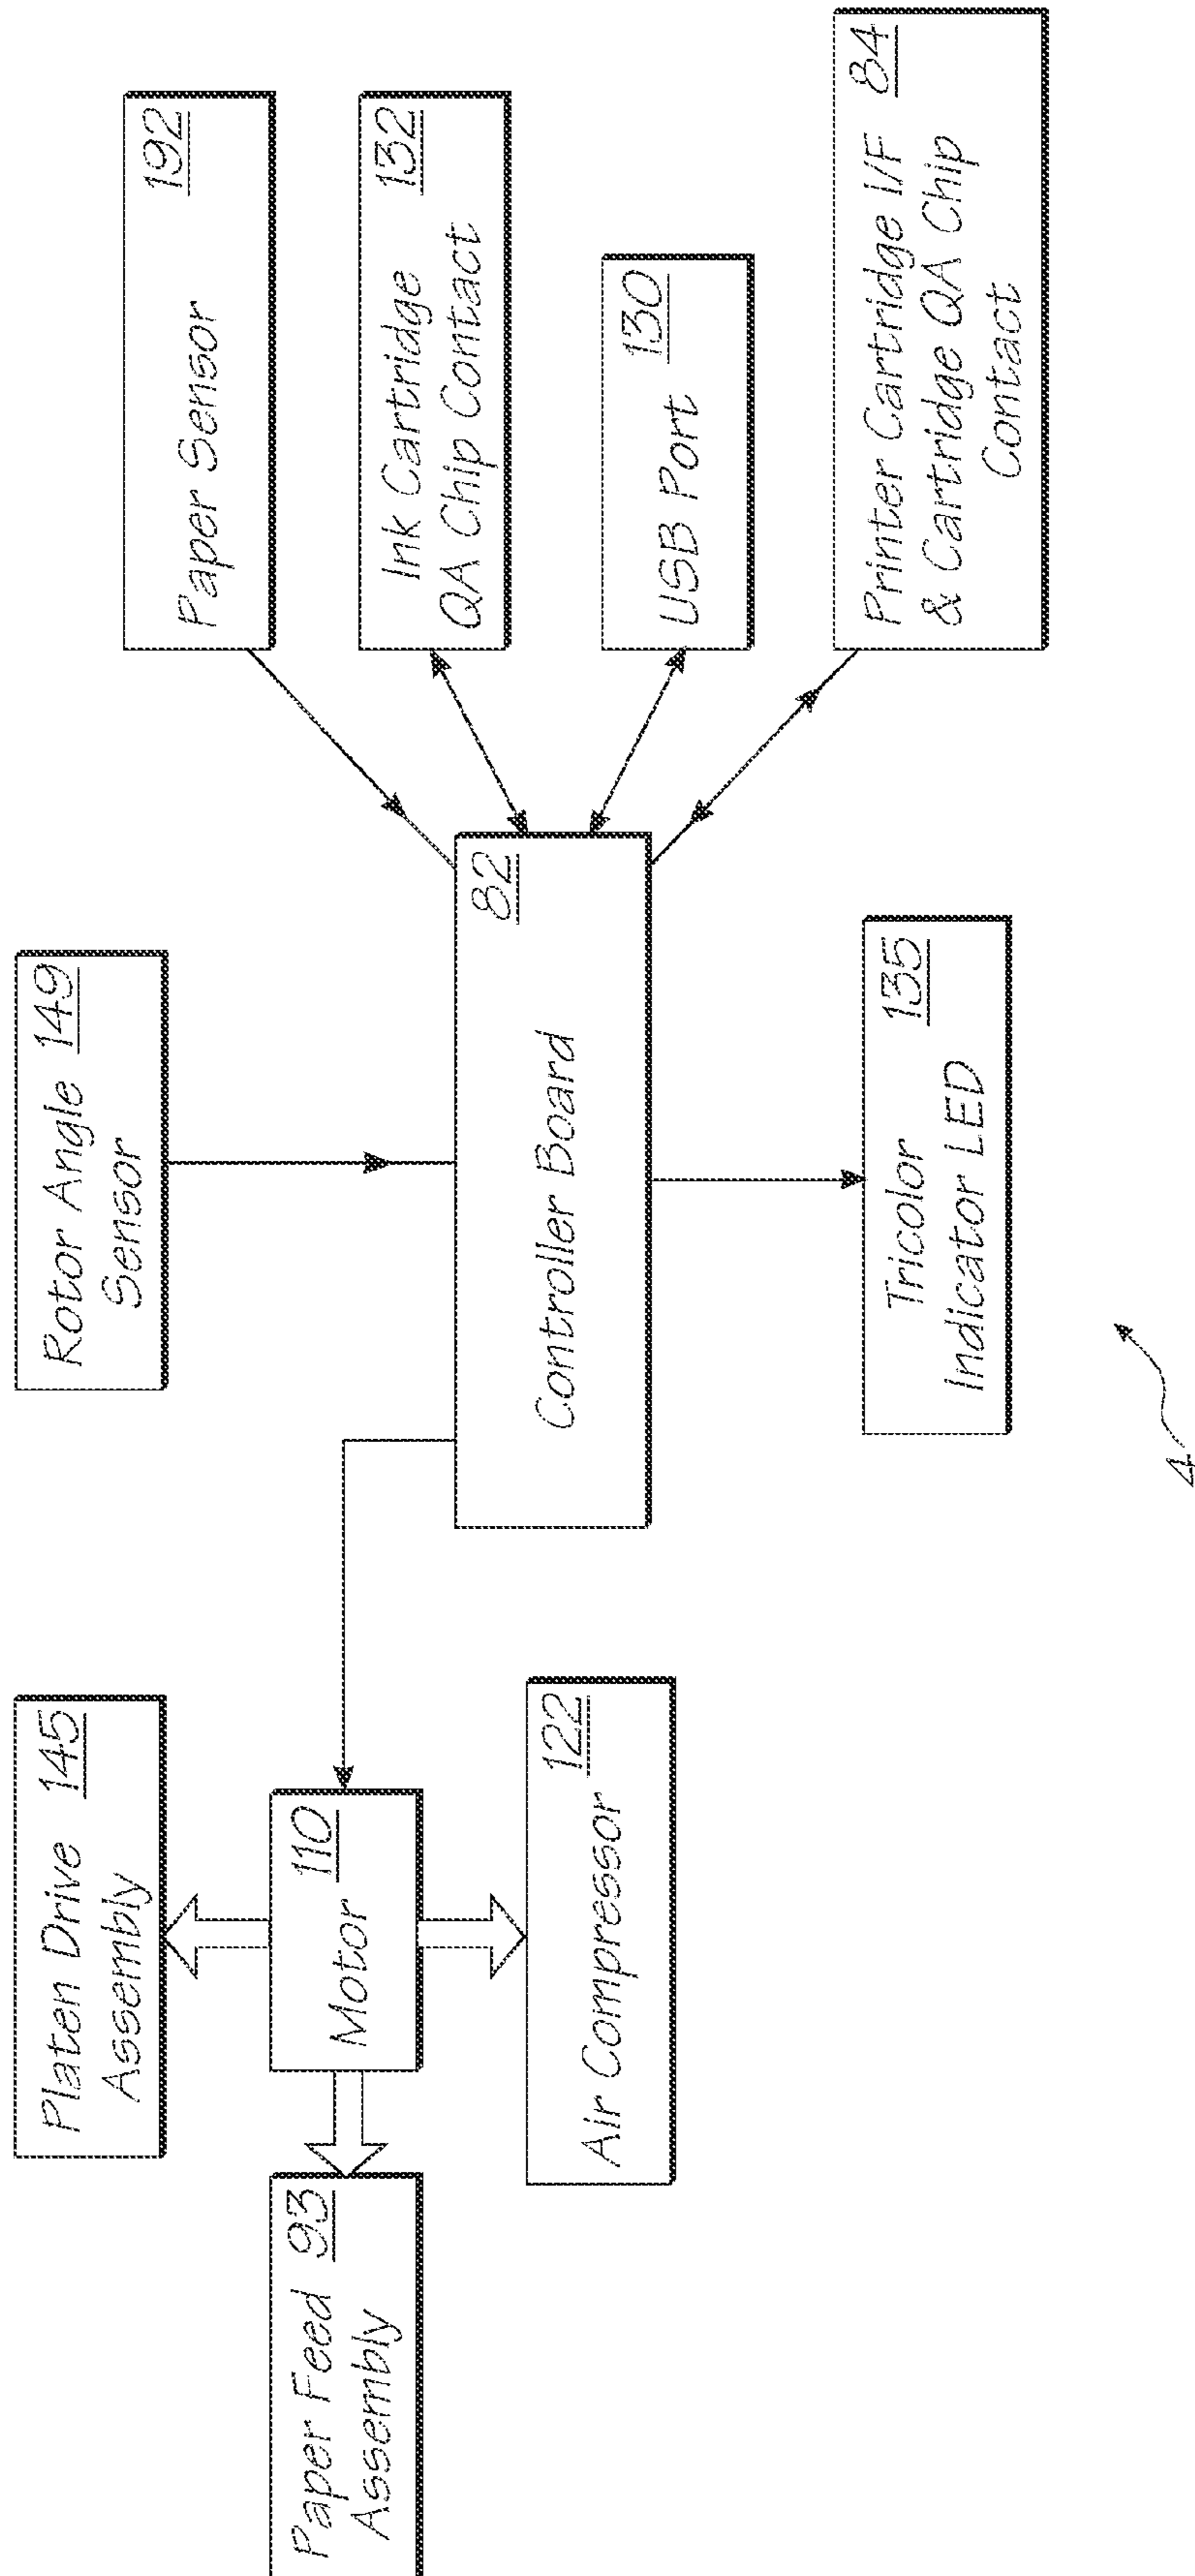 Platen Drive 145
Assembly
Rotor Angle 149
Sensor
Paper Sensor 192
Paper Feed 93
Assembly
Motor 110
Ink Cartridge 132
QA Chip Contact
Controller Board 82
Air Compressor 122
USB Port 130
Tricolor 135
Indicator LED
Printer Cartridge I/F 84
& Cartridge QA Chip
Contact
4